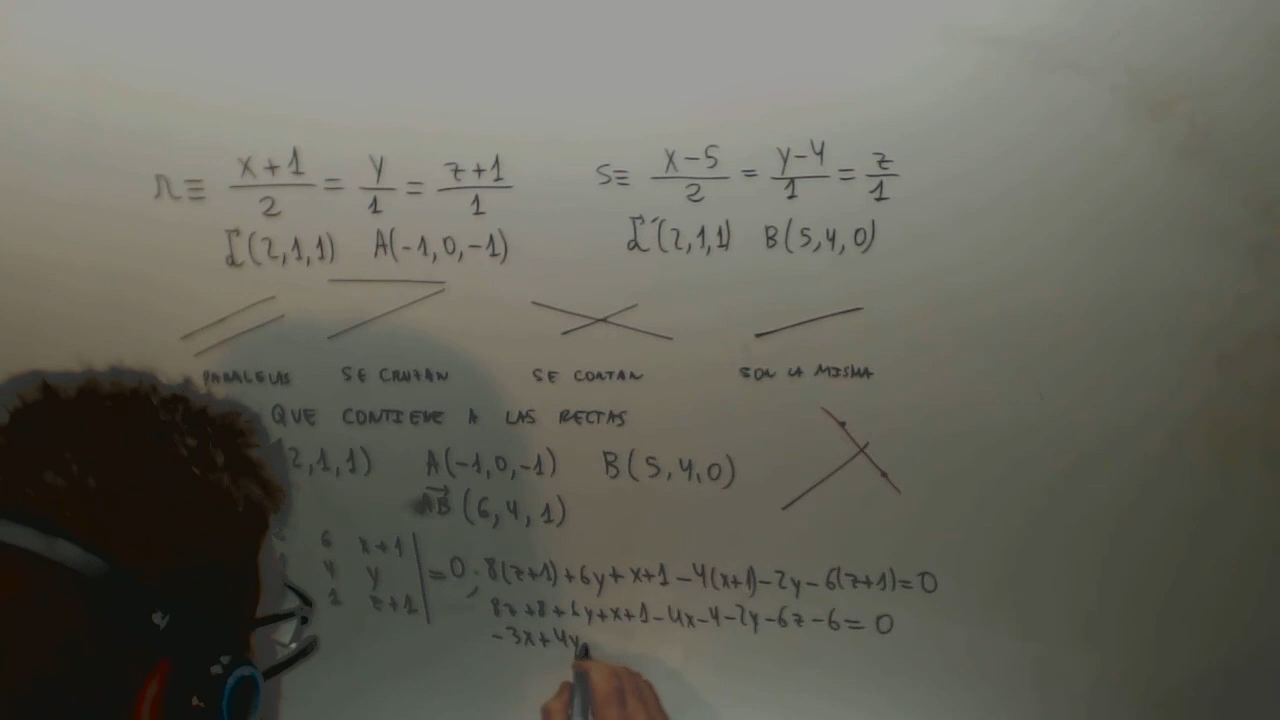 r ≡ x+1/2 = y/1 = z+1/1
s ≡ x-5/2 = y-4/1 = z/1
d(2,1,1) A(-1,0,-1)
d'(2,1,1) B(5,4,0)
PARALELAS SE CRUZAN SE CORTAN SON LA MISMA
QUE CONTIENE A LAS RECTAS
2,1,1) A(-1,0,-1) B(5,4,0)
AB (6,4,1)
6 x+1
4 y
1 z+1
=0; 8(z+1)+6y+x+1-4(x+1)-2y-6(z+1)=0
8z+8+6y+x+1-4x-4-2y-6z-6=0
-3x+4y